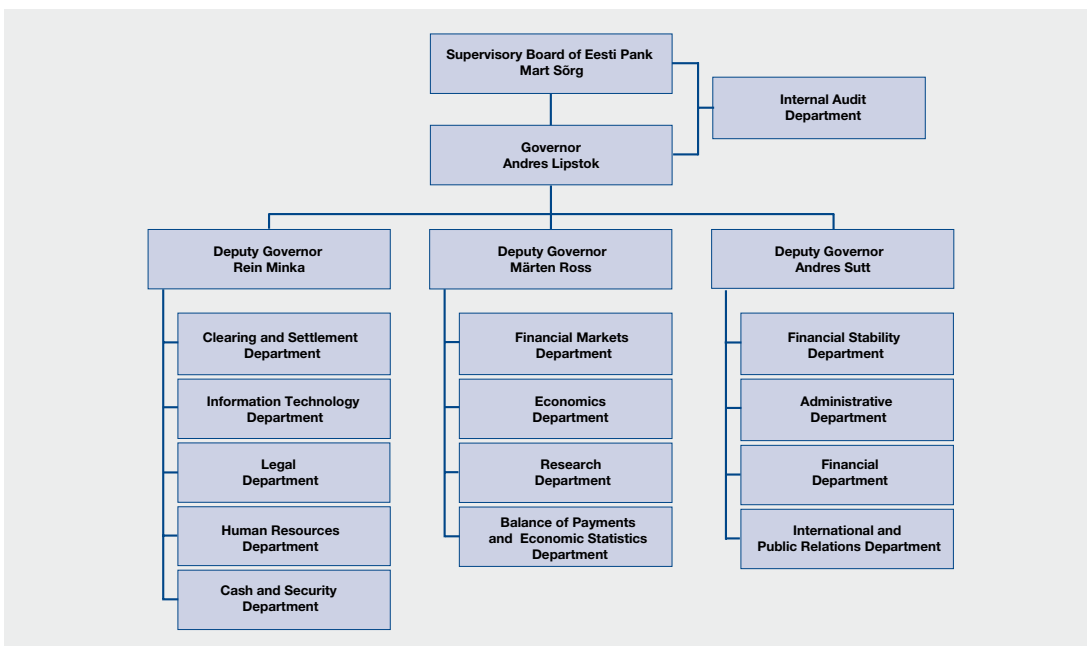 Supervisory Board of Eesti Pank
Mart Sõrg
Internal Audit
Department
Governor
Andres Lipstok
Deputy Governor
Rein Minka
Clearing and Settlement
Department
Information Technology
Department
Legal
Department
Human Resources
Department
Cash and Security
Department
Deputy Governor
Märten Ross
Financial Markets
Department
Economics
Department
Research
Department
Balance of Payments
and Economic Statistics
Department
Deputy Governor
Andres Sutt
Financial Stability
Department
Administrative
Department
Financial
Department
International and
Public Relations Department